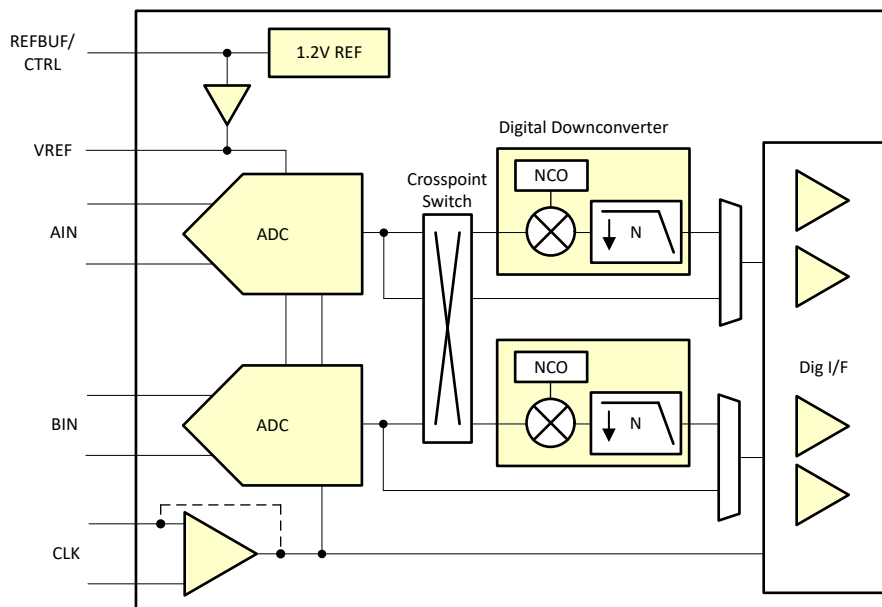 REFBUF/
CTRL
1.2V REF
Digital Downconverter
VREF
NCO
Crosspoint
Switch
N
AIN
ADC
NCO
Dig I/F
BIN
ADC
N
CLK